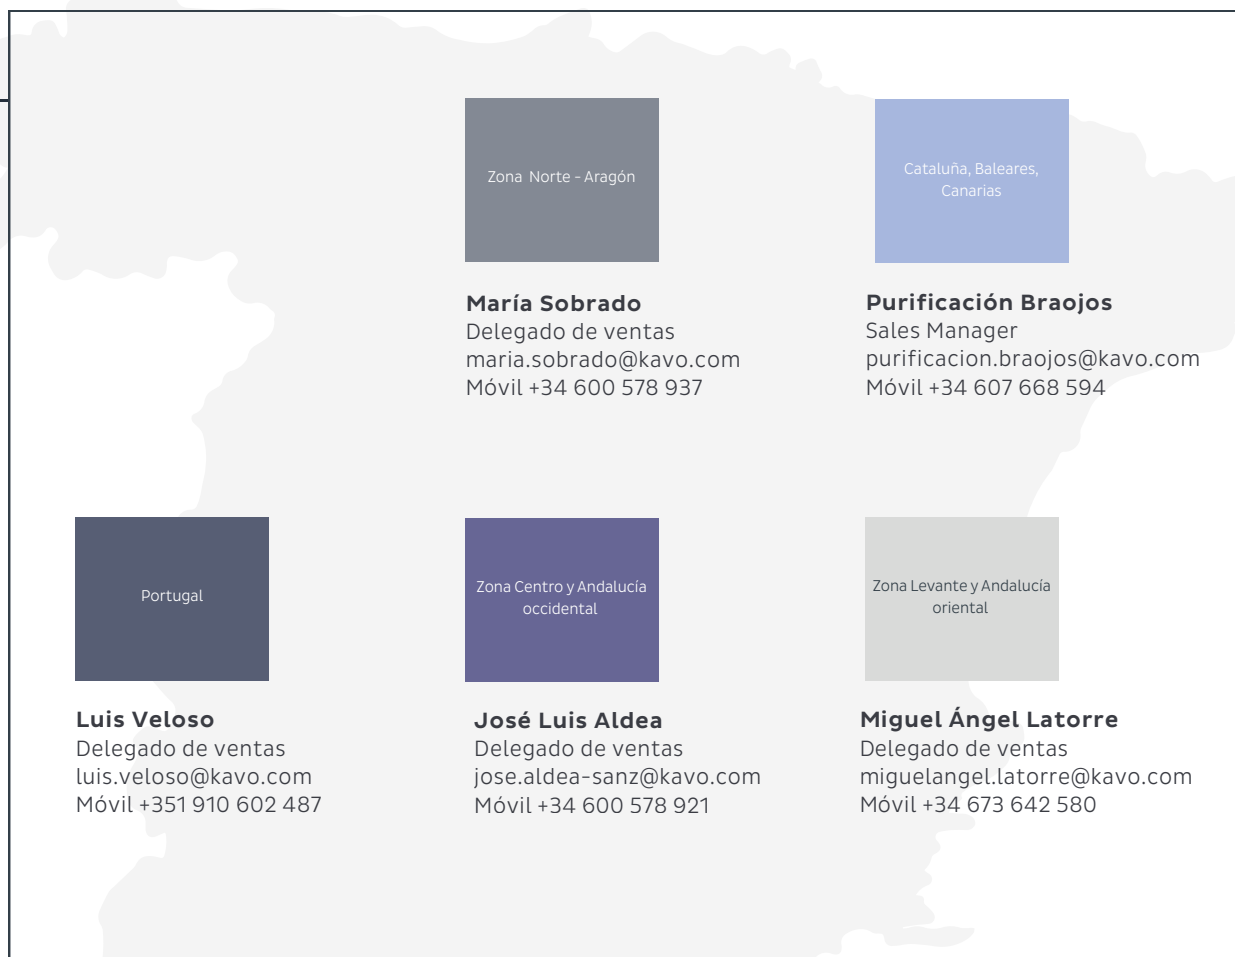 Zona Norte - Aragón
María Sobrado
Delegado de ventas
maria.sobrado@kavo.com
Móvil +34 600 578 937
Cataluña, Baleares,
Canarias
Purificación Braojos
Sales Manager
purificacion.braojos@kavo.com
Móvil +34 607 668 594
Portugal
Luis Veloso
Delegado de ventas
luis.veloso@kavo.com
Móvil +351 910 602 487
Zona Centro y Andalucía
occidental
José Luis Aldea
Delegado de ventas
jose.aldea-sanz@kavo.com
Móvil +34 600 578 921
Zona Levante y Andalucía
oriental
Miguel Ángel Latorre
Delegado de ventas
miguelangel.latorre@kavo.com
Móvil +34 673 642 580